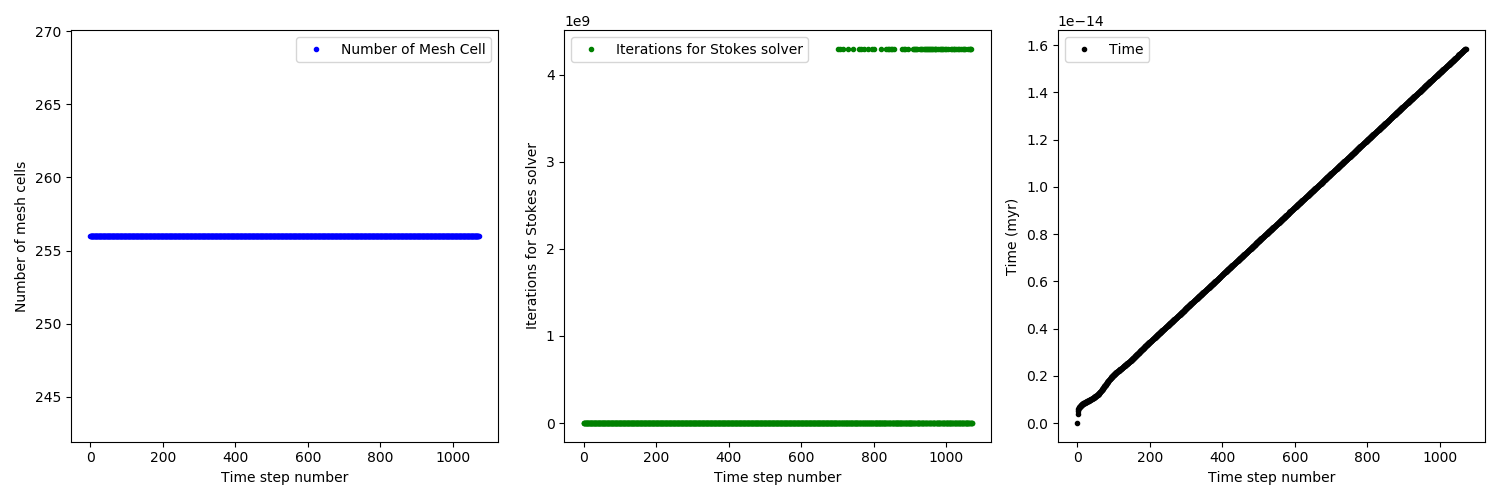 270
265
260
255
250
245
Number of mesh cells
Number of Mesh Cell
0 200 400 600 800 1000
Time step number
1e9
4
3
2
1
0
Iterations for Stokes solver
Iterations for Stokes solver
0 200 400 600 800 1000
Time step number
1e−14
1.6
1.4
1.2
1.0
0.8
0.6
0.4
0.2
0.0
Time (myr)
Time
0 200 400 600 800 1000
Time step number